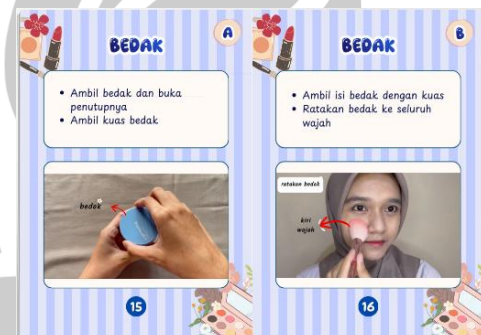 A
BEDAK
• Ambil bedak dan buka
penutupnya
• Ambil kuas bedak
bedak
15
B
BEDAK
• Ambil isi bedak dengan kuas
• Ratakan bedak ke seluruh
wajah
ratakan bedak
kiri
wajah
16